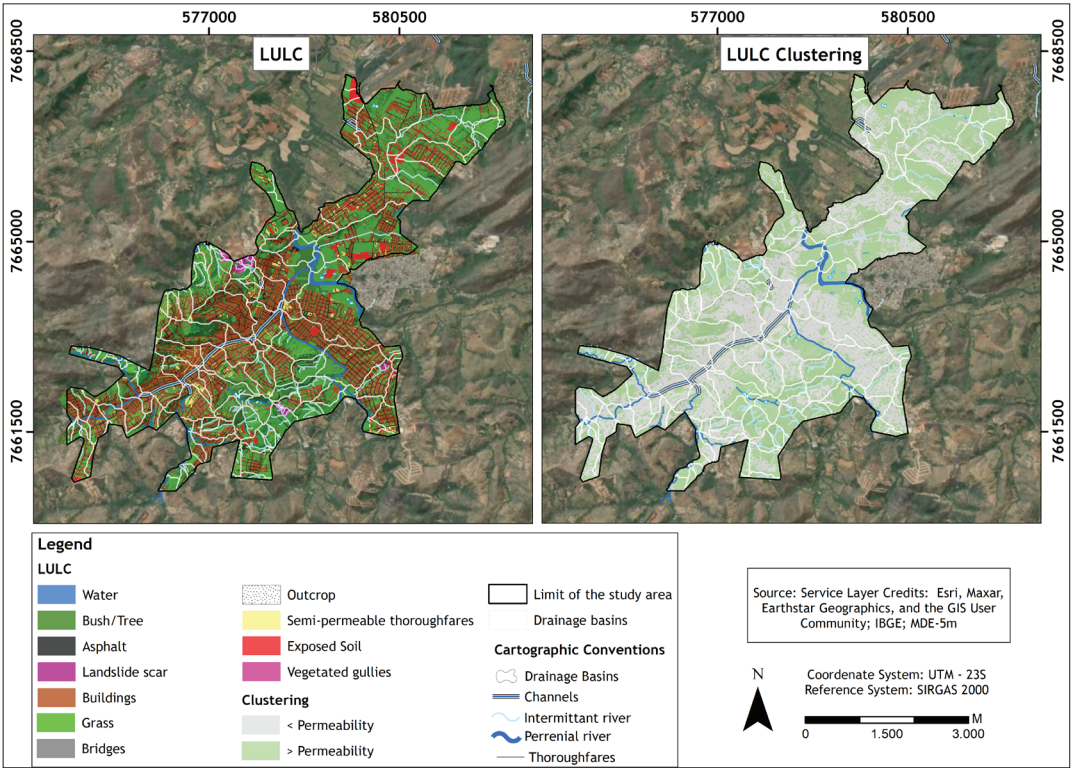 577000
580500
577000
580500
7668500
7668500
LULC
LULC Clustering
7665000
7665000
7661500
7661500
Legend
LULC
Water
Bush/Tree
Asphalt
Landslide scar
Buildings
Grass
Bridges
Outcrop
Semi-permeable thoroughfares
Exposed Soil
Vegetated gullies
Clustering
< Permeability
> Permeability
Limit of the study area
Drainage basins
Cartographic Conventions
Drainage Basins
Channels
Intermittant river
Perrenial river
Thoroughfares
Source: Service Layer Credits: Esri, Maxar,
Earthstar Geographics, and the GIS User
Community; IBGE; MDE-5m
N
Coordenate System: UTM - 23S
Reference System: SIRGAS 2000
M
0
1.500
3.000